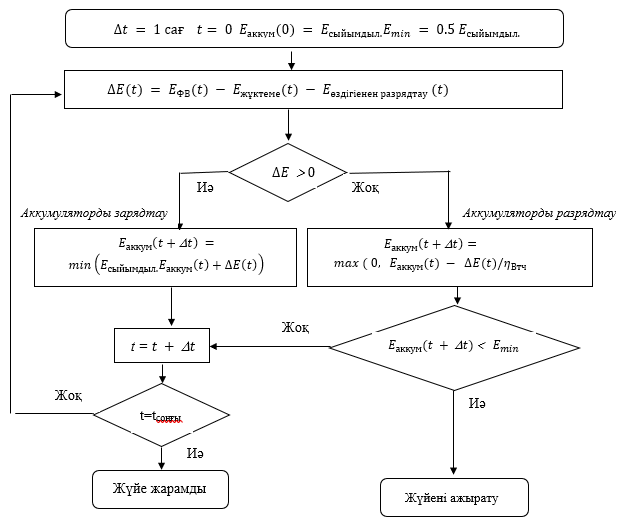 Δt = 1 сағ t = 0 Eаккум(0) = Eсыйымдыл.Emin = 0.5 Eсыйымдыл.
ΔE(t) = EФВ(t) − Eжүктеме(t) − Eөздігіенен разрядтау (t)
ΔE > 0
Иә
Жоқ
Аккумуляторды зарядтау
Аккумуляторды разрядтау
Eаккум(t + Δt) =
min (Eсыйымдыл.Eаккум(t) + ΔE(t))
Eаккум(t + Δt) =
max ( 0, Eаккум(t) − ΔE(t)/ηВтч
t = t + Δt
Жоқ
Eаккум(t + Δt) < Emin
Жоқ
t=tсонғы
Иә
Иә
Жүйе жарамды
Жүйені ажырату